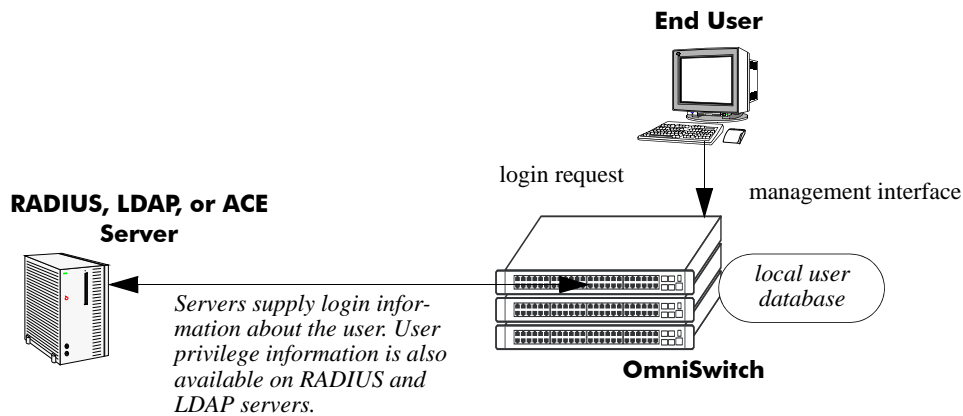 End User
login request
management interface
RADIUS, LDAP, or ACE
Server
local user
database
Servers supply login infor-
mation about the user. User
privilege information is also
available on RADIUS and
LDAP servers.
OmniSwitch